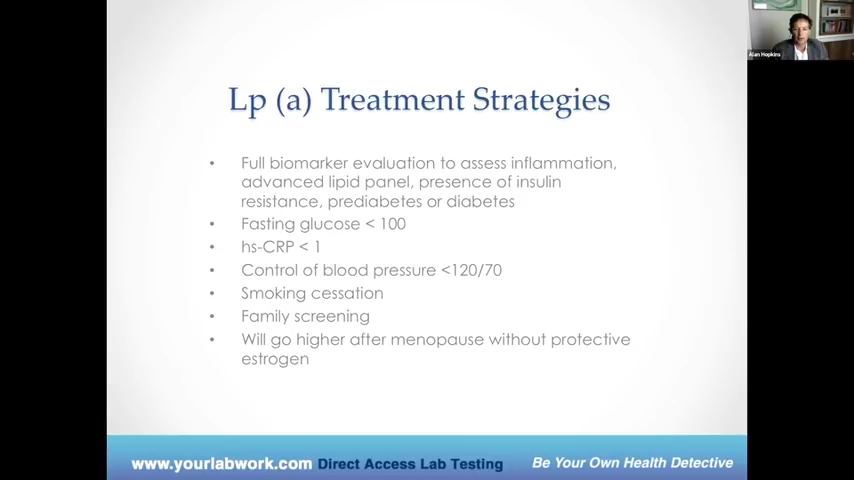 Alan Hopkins
Lp (a) Treatment Strategies
• Full biomarker evaluation to assess inflammation,
advanced lipid panel, presence of insulin
resistance, prediabetes or diabetes
• Fasting glucose < 100
• hs-CRP < 1
• Control of blood pressure <120/70
• Smoking cessation
• Family screening
• Will go higher after menopause without protective
estrogen
www.yourlabwork.com Direct Access Lab Testing Be Your Own Health Detective